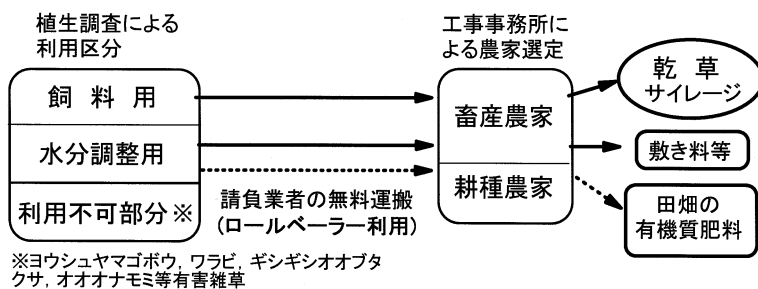 植生調査による
利用区分
飼料用
水分調整用
利用不可部分※
請負業者の無料運搬
(ロールベーラー利用)
工事事務所に
よる農家選定
畜産農家
耕種農家
乾草
サイレージ
敷き料等
田畑の
有機質肥料
※ヨウシュヤマゴボウ, ワラビ, ギシギシオオブタ
クサ, オオオナモミ等有害雑草